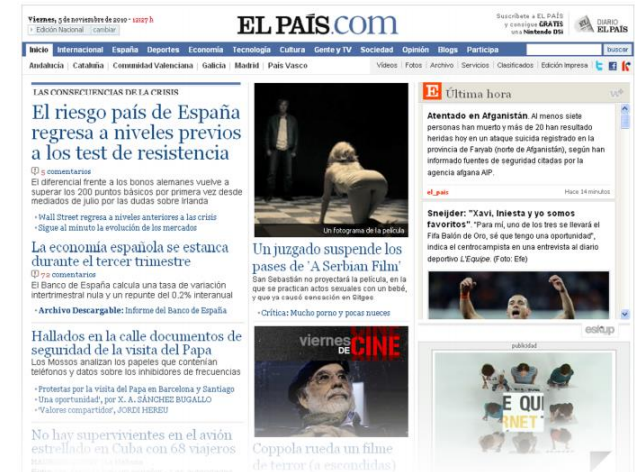 Viernes, 5 de noviembre de 2010 - 12:27 h
Edición Nacional | cambiar
EL PAÍS.COM
Suscríbete a EL PAÍS
y consigue GRATIS
una Nintendo DSi
DIARIO
EL PAÍS
Inicio Internacional España Deportes Economía Tecnología Cultura Gente y TV Sociedad Opinión Blogs Participa
buscar
Andalucía | Cataluña | Comunidad Valenciana | Galicia | Madrid | País Vasco
Vídeos | Fotos | Archivo | Servicios | Clasificados | Edición Impresa
LAS CONSECUENCIAS DE LA CRISIS
El riesgo país de España
regresa a niveles previos
a los test de resistencia
5 comentarios
El diferencial frente a los bonos alemanes vuelve a
superar los 200 puntos básicos por primera vez desde
mediados de julio por las dudas sobre Irlanda
Wall Street regresa a niveles anteriores a las crisis
Sigue al minuto la evolución de los mercados
La economía española se estanca
durante el tercer trimestre
72 comentarios
El Banco de España calcula una tasa de variación
intertrimestral nula y un repunte del 0,2% interanual
Archivo Descargable: Informe del Banco de España
Hallados en la calle documentos de
seguridad de la visita del Papa
Los Mossos analizan los papeles que contenían
teléfonos y datos sobre los inhibidores de frecuencias
Protestas por la visita del Papa en Barcelona y Santiago
'Una oportunidad', por X. A. SÁNCHEZ BUGALLO
'Valores compartidos', JORDI HEREU
No hay supervivientes en el avión
estrellado en Cuba con 68 viajeros
Un fotograma de la película
Un juzgado suspende los
pases de 'A Serbian Film'
San Sebastián no proyectará la película, en la
que se practican actos sexuales con un bebé,
y que ya causó sensación en Sitges
Crítica: Mucho porno y pocas nueces
viernes
DE CINE
Coppola rueda un filme
de terror (a escondidas)
E Última hora
Atentado en Afganistán. Al menos siete
personas han muerto y más de 20 han resultado
heridas hoy en un ataque suicida registrado en la
provincia de Faryab (norte de Afganistán), según han
informado fuentes de seguridad citadas por la
agencia afgana AIP.
el_pais
Hace 14 minutos
Sneijder: "Xavi, Iniesta y yo somos
favoritos". "Para mí, uno de los tres se llevará el
Fifa Balón de Oro, sé que tengo una oportunidad",
indica el centrocampista en una entrevista al diario
deportivo L'Equipe. (Foto: Efe)
eskup
publicidad
E QUI
RNET